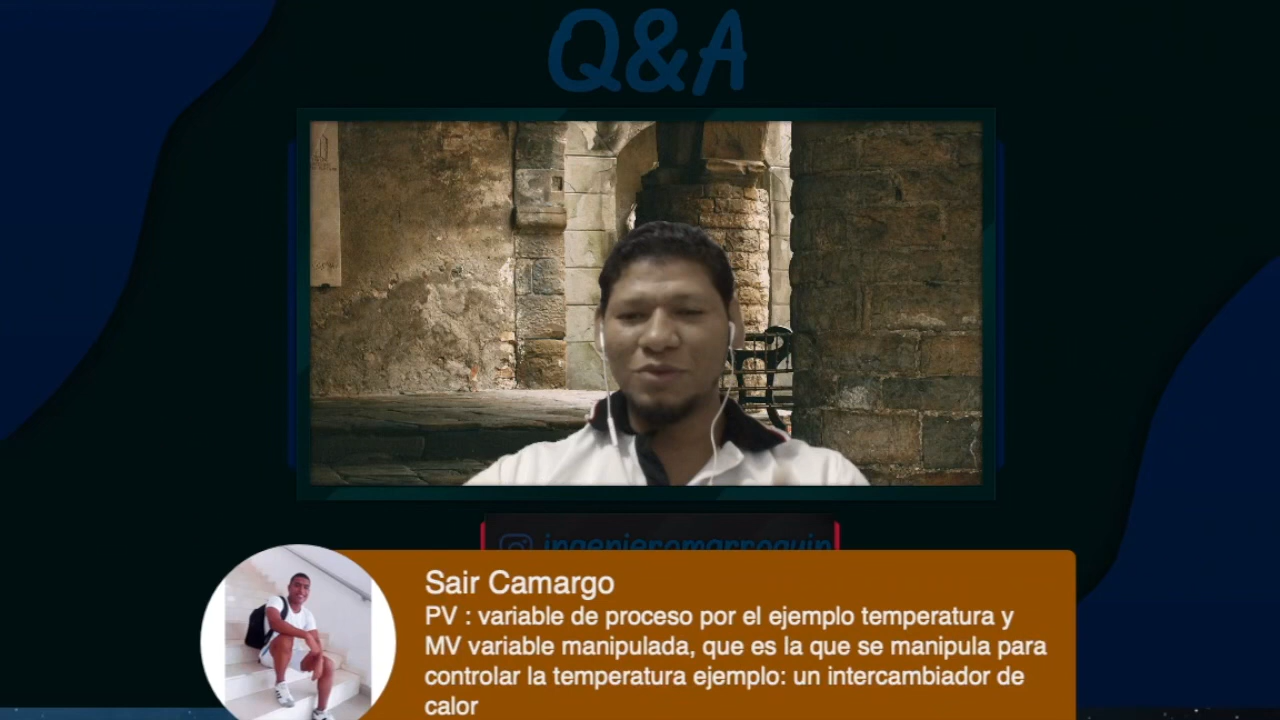 Q&A
ingenieromarroquin
Sair Camargo
PV : variable de proceso por el ejemplo temperatura y
MV variable manipulada, que es la que se manipula para
controlar la temperatura ejemplo: un intercambiador de
calor